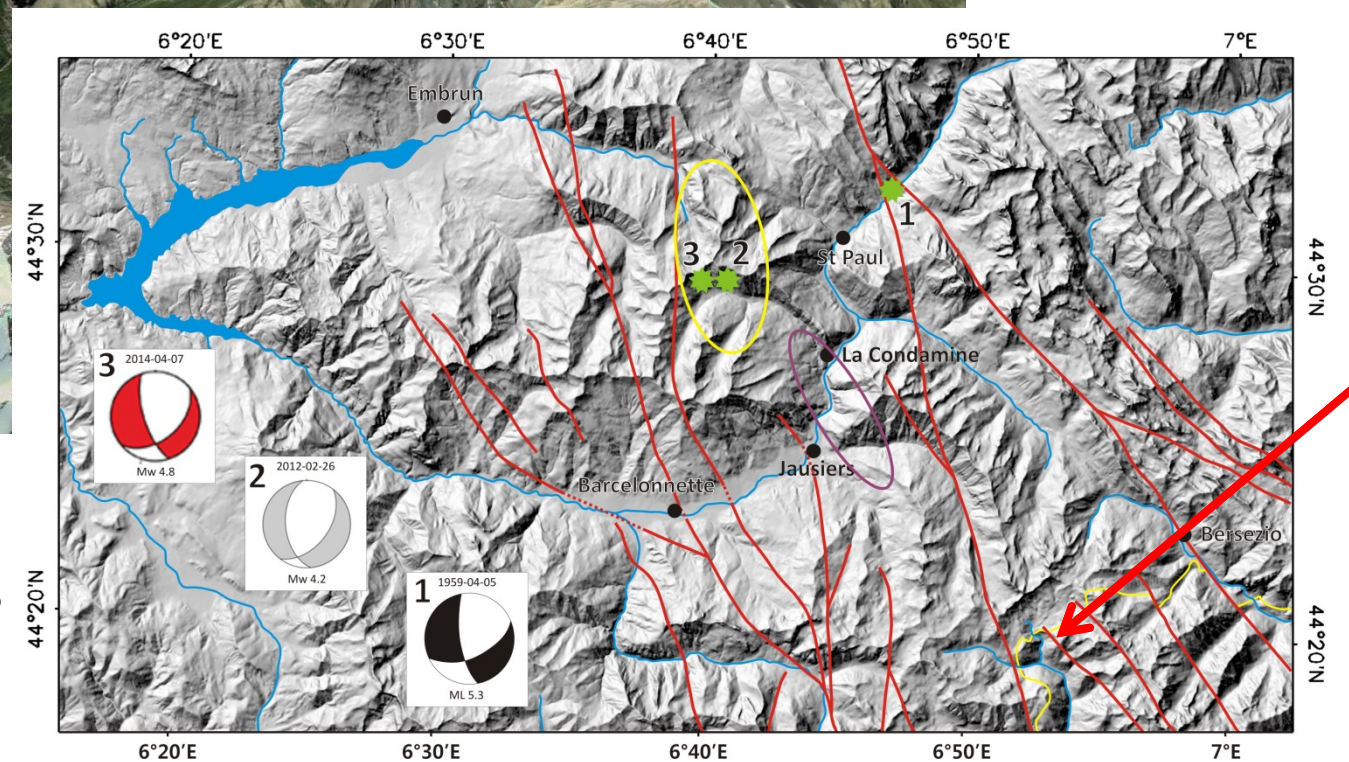 6°20'E 6°30'E 6°40'E 6°50'E 7°E
Embrun
1
44°30'N
St Paul
3 2
44°30'N
La Condamine
3 2014-04-07
Mw 4.8
Jausiers
2 2012-02-26
Barcelonnette
Mw 4.2
Bersezio
1 1959-04-05
ML 5.3
44°20'N
44°20'N
6°20'E 6°30'E 6°40'E 6°50'E 7°E